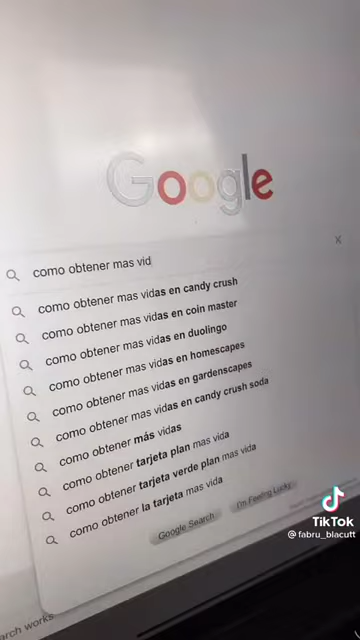 Google
como obtener mas vid
X
como obtener mas vidas en candy crush
como obtener mas vidas en coin master
como obtener mas vidas en duolingo
como obtener mas vidas en homescapes
como obtener mas vidas en gardenscapes
como obtener mas vidas en candy crush soda
como obtener más vidas
como obtener tarjeta plan mas vida
como obtener tarjeta verde plan mas vida
como obtener la tarjeta mas vida
Google Search
I'm Feeling Lucky
TikTok
@fabru_blacutt
arch works